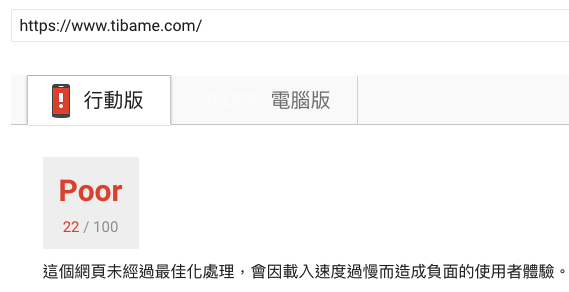 https://www.tibame.com/
行動版
電腦版
Poor
22 / 100
這個網頁未經過最佳化處理，會因載入速度過慢而造成負面的使用者體驗。